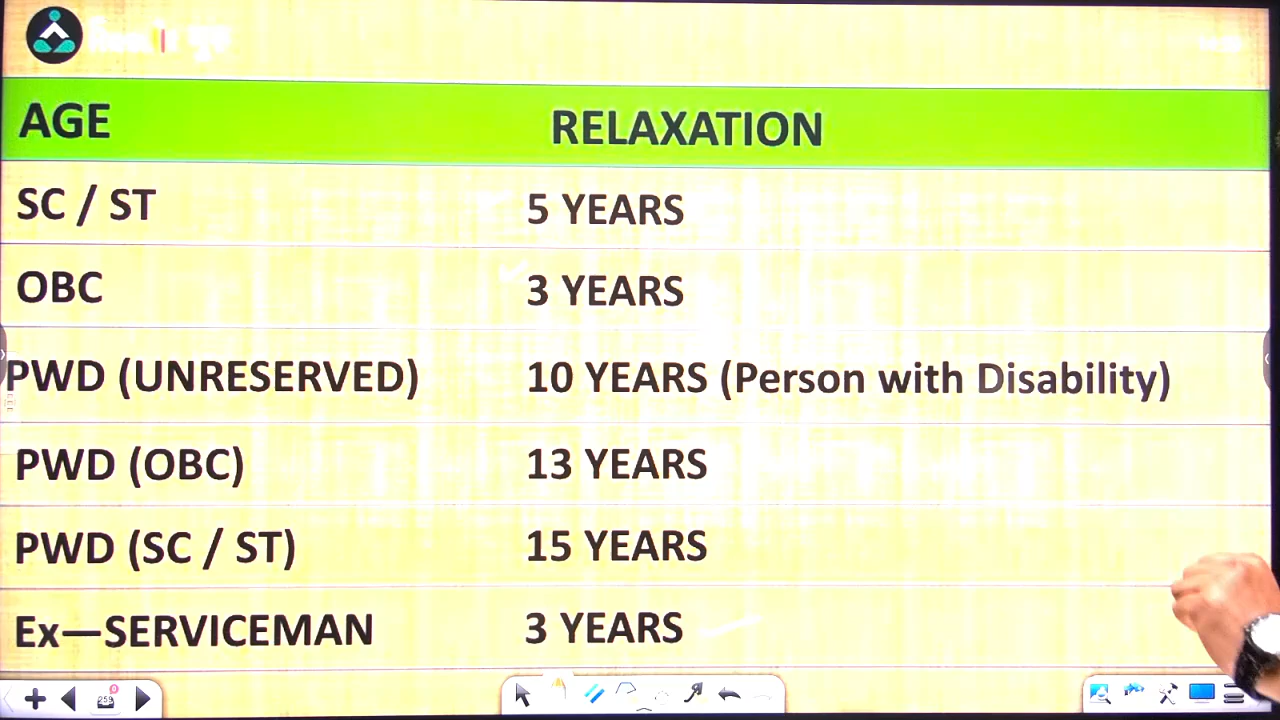 AGE RELAXATION
SC / ST 5 YEARS
OBC 3 YEARS
PWD (UNRESERVED) 10 YEARS (Person with Disability)
PWD (OBC) 13 YEARS
PWD (SC / ST) 15 YEARS
Ex—SERVICEMAN 3 YEARS
259